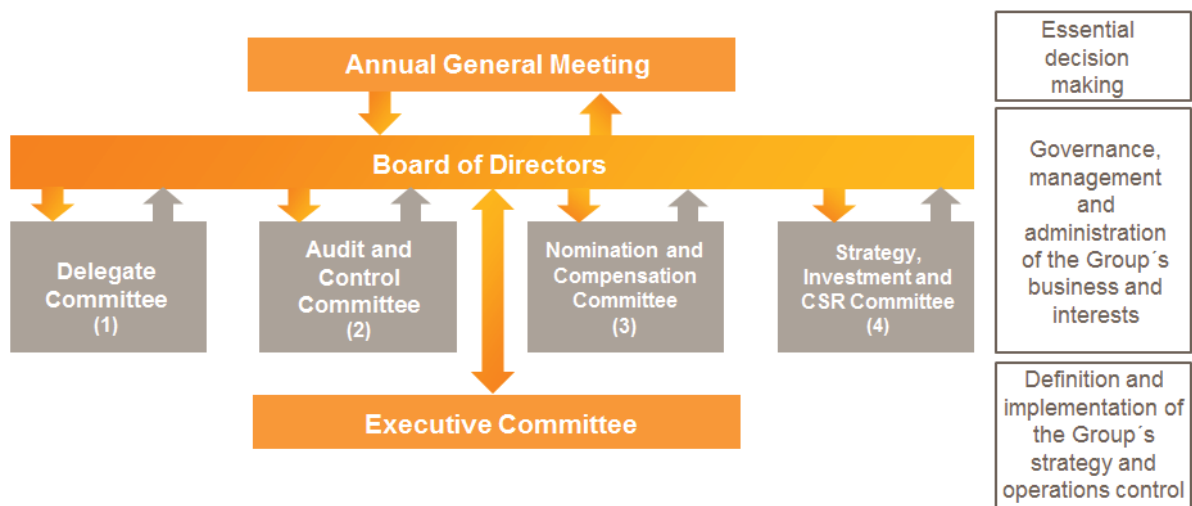 Annual General Meeting
Essential
decision
making
Board of Directors
Governance,
management
and
administration
of the Group´s
business and
interests
Delegate
Committee
(1)
Audit and
Control
Committee
(2)
Nomination and
Compensation
Committee
(3)
Strategy,
Investment and
CSR Committee
(4)
Executive Committee
Definition and
implementation of
the Group´s
strategy and
operations control